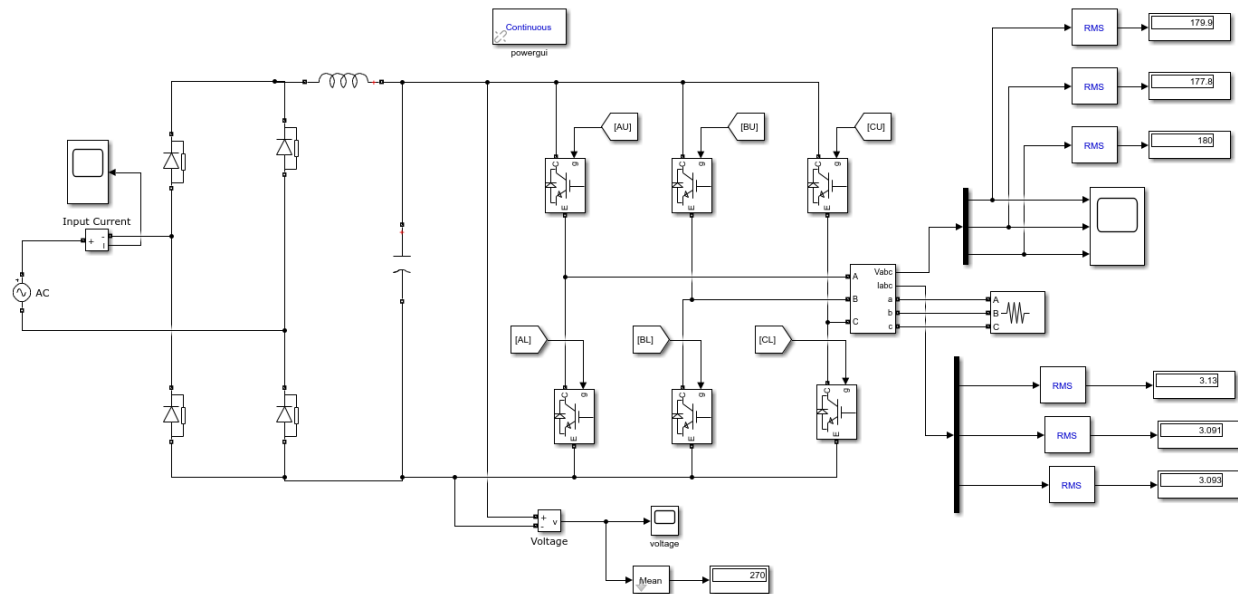 Continuous
powergui
RMS
179.9
RMS
177.8
RMS
180
[AU]
[BU]
[CU]
C
g
E
C
g
E
C
g
E
Input Current
+
-
I
AC
Vabc
Iabc
A
B
C
a
b
c
A
B
C
[AL]
[BL]
[CL]
C
g
E
C
g
E
C
g
E
RMS
3.13
RMS
3.091
RMS
3.093
+
-
v
Voltage
voltage
Mean
270